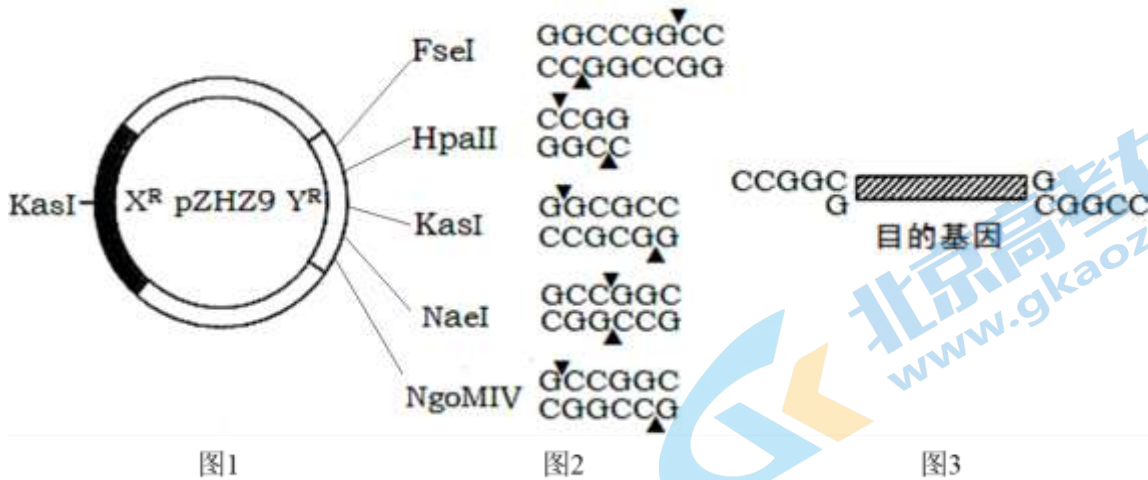 FseI
GGCCGGCC
CCGGCCGG
HpaII
CCGG
GGCC
KasI
X^R pZHZ9 Y^R
KasI
GGCGCC
CCGCGG
NaeI
GCCGGC
CGGCCG
NgoMIV
GCCGGC
CGGCCG
CCGGC
G
目的基因
G
CGGCC
图1
图2
图3
www.gkaoz